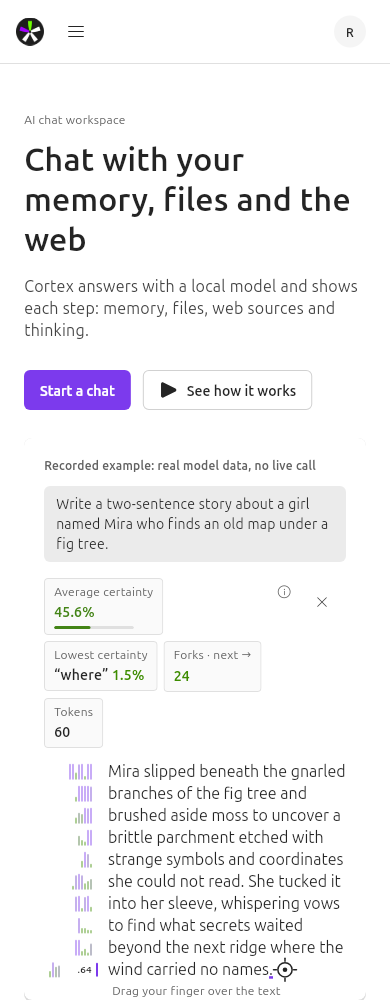 R
AI chat workspace
Chat with your
memory, files and the
web
Cortex answers with a local model and shows
each step: memory, files, web sources and
thinking.
Start a chat
See how it works
Recorded example: real model data, no live call
Write a two-sentence story about a girl
named Mira who finds an old map under a
fig tree.
Average certainty
45.6%
Lowest certainty
“where” 1.5%
Forks · next →
24
Tokens
60
Mira slipped beneath the gnarled
branches of the fig tree and
brushed aside moss to uncover a
brittle parchment etched with
strange symbols and coordinates
she could not read. She tucked it
into her sleeve, whispering vows
to find what secrets waited
beyond the next ridge where the
.64 wind carried no names.
Drag your finger over the text